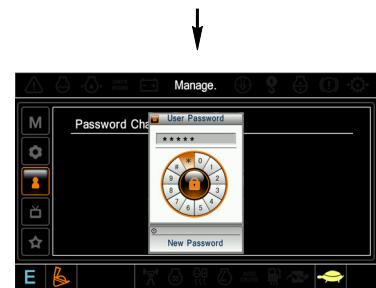 Manage.
M
Password Cha
User Password
* * * * *
* 0
# 1
9 2
8 3
7 4
6 5
New Password
E